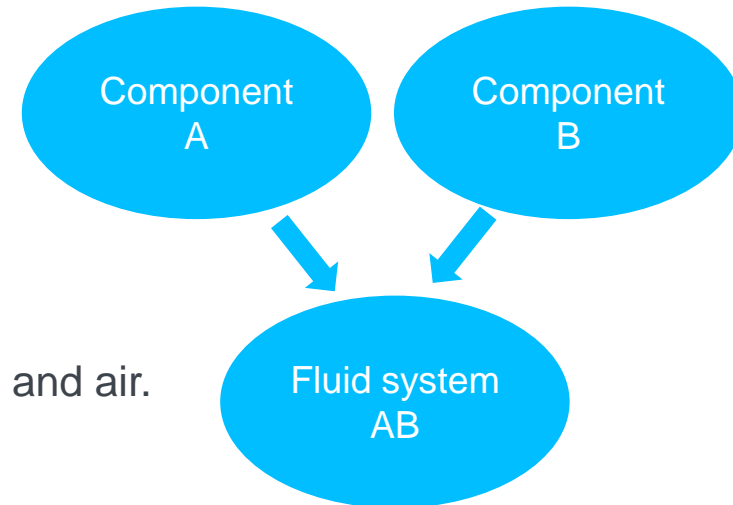 Component
A
Component
B
and air.
Fluid system
AB